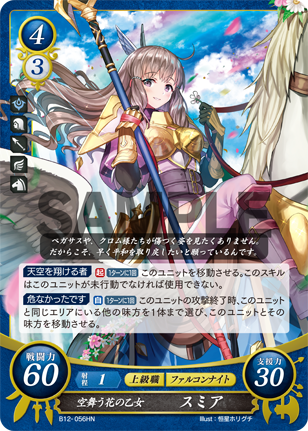 4
3
SAMPLE
ペガサスや、クロム様たちが傷つく姿を見たくありません。
だからこそ、早く平和を取り戻したいと願っているんです。
天空を翔ける者 起 1ターンに1回 このユニットを移動させる。このスキル
はこのユニットが未行動でなければ使用できない。
危なかったです 自 1ターンに1回 このユニットの攻撃終了時、このユニット
と同じエリアにいる他の味方を1体まで選び、このユニットとその
味方を移動させる。
戦闘力 60
射程 1
上級職
ファルコンナイト
支援力 30
空舞う花の乙女 スミア
B12-056HN
Illust:恒星ホリグチ